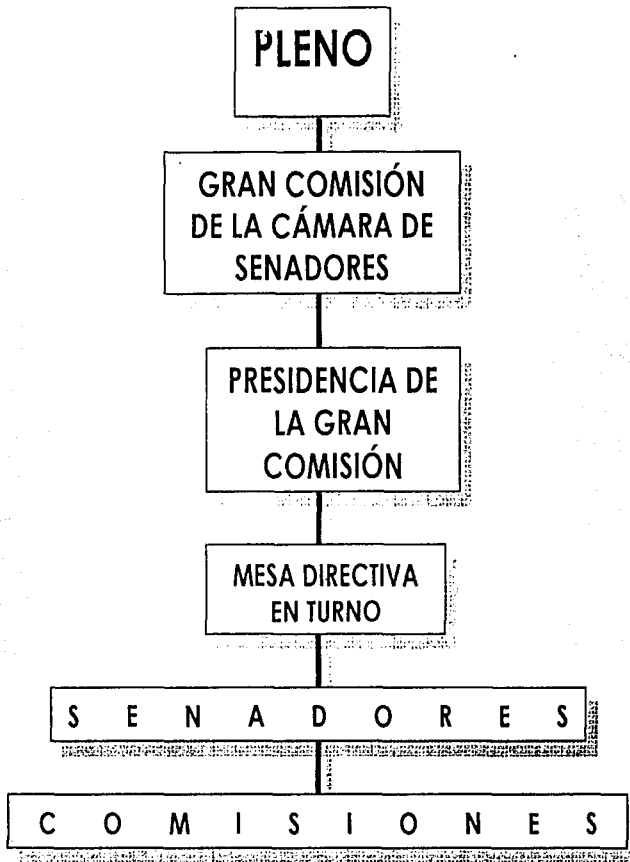 PLENO
GRAN COMISIÓN
DE LA CÁMARA DE
SENADORES
PRESIDENCIA DE
LA GRAN
COMISIÓN
MESA DIRECTIVA
EN TURNO
S E N A D O R E S
C O M I S I O N E S